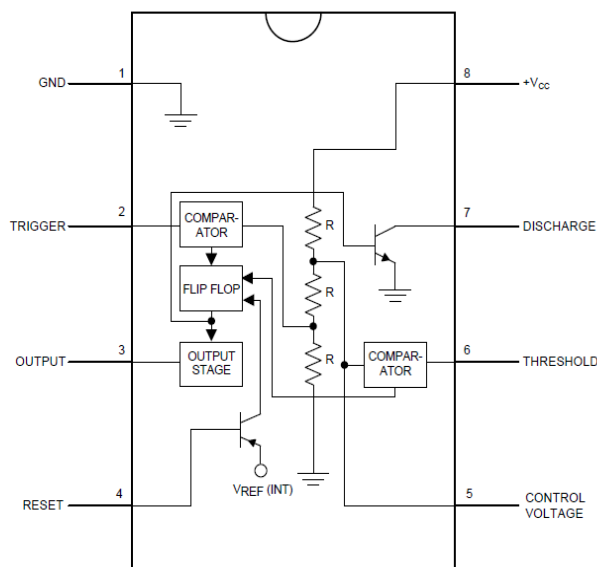 1
GND
8
+VCC
2
TRIGGER
COMPAR-
ATOR
R
7
DISCHARGE
FLIP FLOP
R
3
OUTPUT
OUTPUT
STAGE
R
COMPAR-
ATOR
6
THRESHOLD
4
RESET
VREF (INT)
5
CONTROL
VOLTAGE